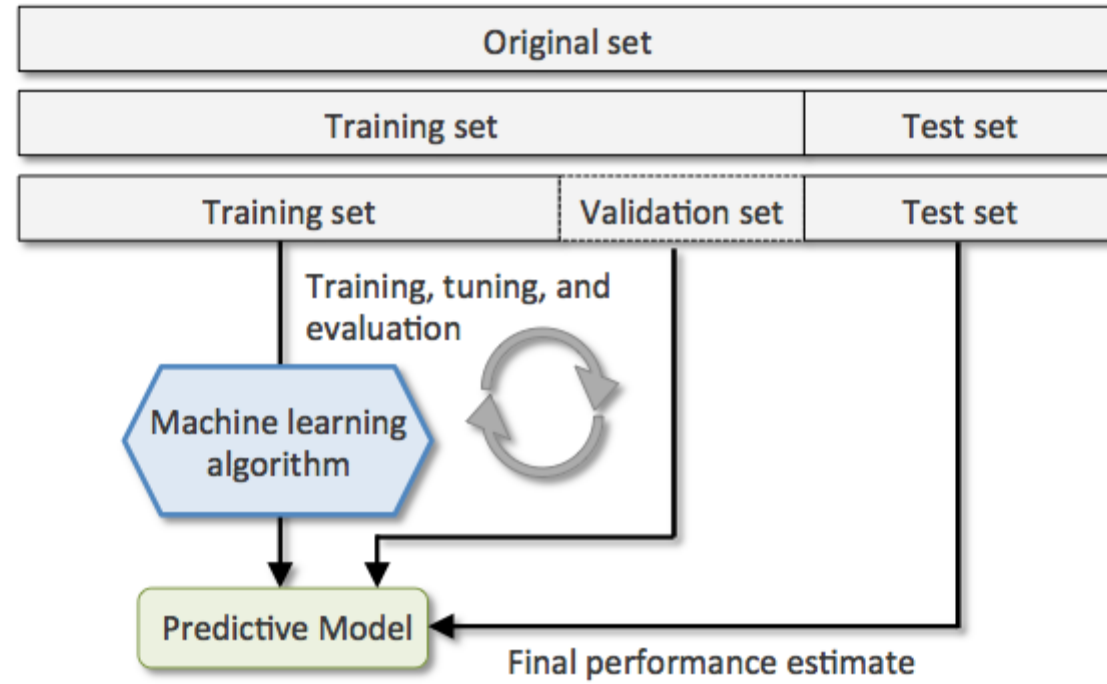 Original set
Training set
Test set
Training set
Validation set
Test set
Training, tuning, and
evaluation
Machine learning
algorithm
Predictive Model
Final performance estimate